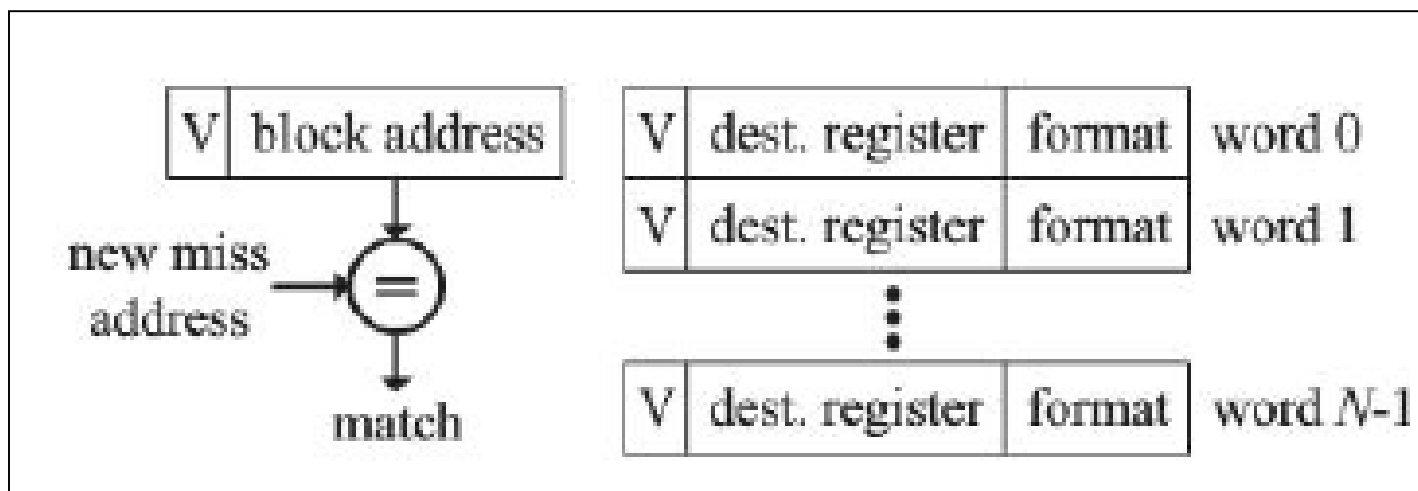 V block address
V dest. register format word 0
V dest. register format word 1
new miss
address
=
match
V dest. register format word N-1